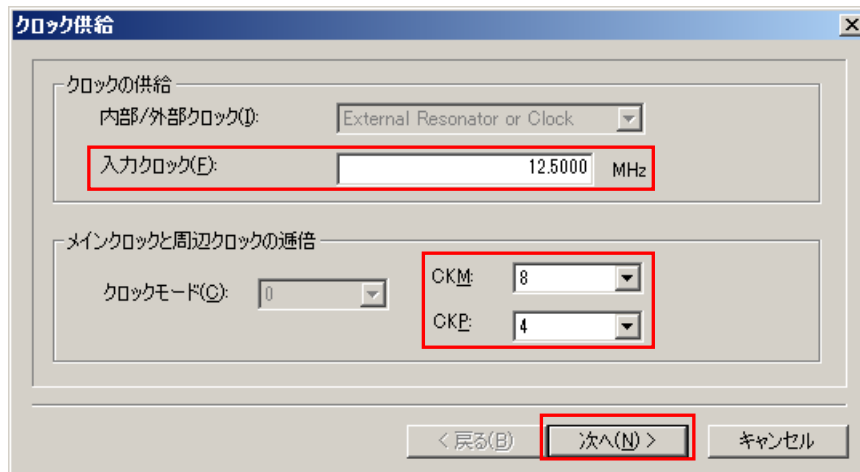 クロック供給
クロックの供給
内部/外部クロック(I): External Resonator or Clock
入力クロック(F): 12.5000 MHz
メインクロックと周辺クロックの逓倍
クロックモード(C): 0
CKM: 8
CKP: 4
< 戻る(B) 次へ(N) > キャンセル